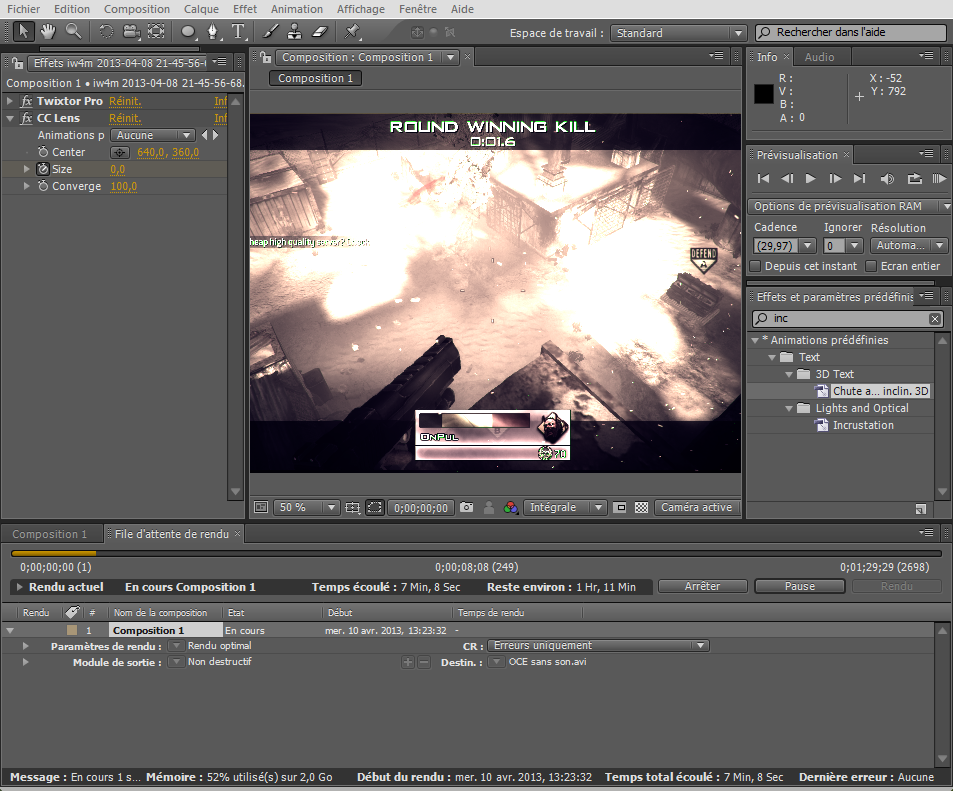 Fichier Edition Composition Calque Effet Animation Affichage Fenêtre Aide
Espace de travail : Standard Rechercher dans l'aide
Effets iw4m 2013-04-08 21-45-56-6
Composition 1 • iw4m 2013-04-08 21-45-56-68.
fx Twixtor Pro Réinit. Inf
fx CC Lens Réinit. Inf
Animations p Aucune
Center 640,0, 360,0
Size 0,0
Converge 100,0
Composition : Composition 1
Composition 1
ROUND WINNING KILL
0:01.6
heap high quality server?
DEFEND
A
50 % 0;00;00;00 Intégrale Caméra active
Info Audio
R :
V :
B :
A : 0
X : -52
Y : 792
Prévisualisation
Options de prévisualisation RAM
Cadence Ignorer Résolution
(29,97) 0 Automa...
Depuis cet instant Ecran entier
Effets et paramètres prédéfinis
inc
* Animations prédéfinies
Text
3D Text
Chute a... inclin. 3D
Lights and Optical
Incrustation
Composition 1 File d'attente de rendu
0;00;00;00 (1) 0;00;08;08 (249) 0;01;29;29 (2698)
Rendu actuel En cours Composition 1 Temps écoulé : 7 Min, 8 Sec Reste environ : 1 Hr, 11 Min Arrêter Pause Rendu
Rendu # Nom de la composition Etat Début Temps de rendu
1 Composition 1 En cours mer. 10 avr. 2013, 13:23:32 -
Paramètres de rendu : Rendu optimal CR : Erreurs uniquement
Module de sortie : Non destructif Destin. : OCE sans son.avi
Message : En cours 1 s... Mémoire : 52% utilisé(s) sur 2,0 Go Début du rendu : mer. 10 avr. 2013, 13:23:32 Temps total écoulé : 7 Min, 8 Sec Dernière erreur : Aucune